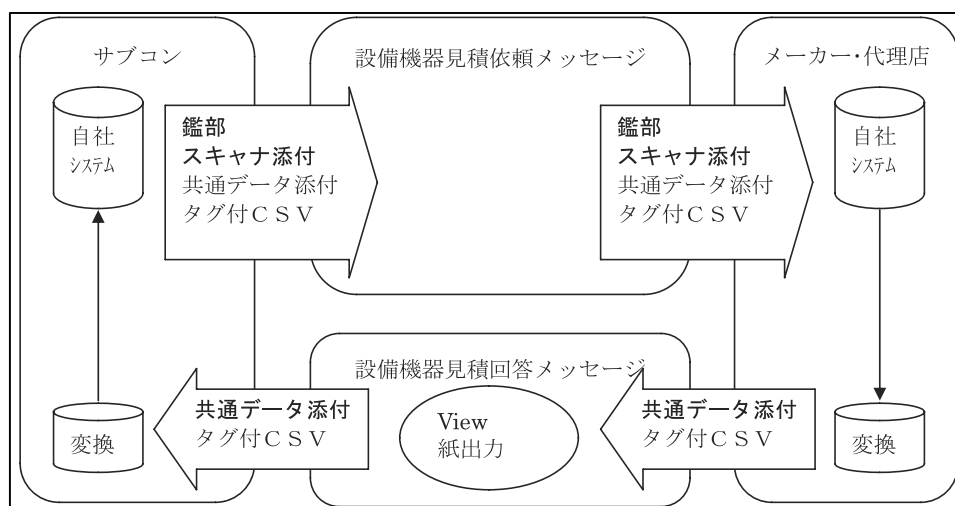 サブコン
設備機器見積依頼メッセージ
メーカー･代理店
自社
システム
鑑部
スキャナ添付
共通データ添付
タグ付ＣＳＶ
鑑部
スキャナ添付
共通データ添付
タグ付ＣＳＶ
自社
システム
設備機器見積回答メッセージ
変換
共通データ添付
タグ付ＣＳＶ
View
紙出力
共通データ添付
タグ付ＣＳＶ
変換